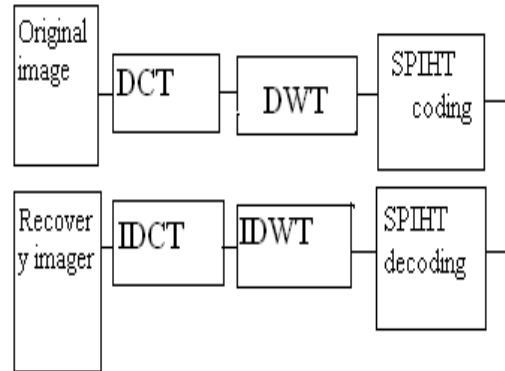 Original
image
DCT
DWT
SPIHT
coding
Recover
y imager
IDCT
IDWT
SPIHT
decoding